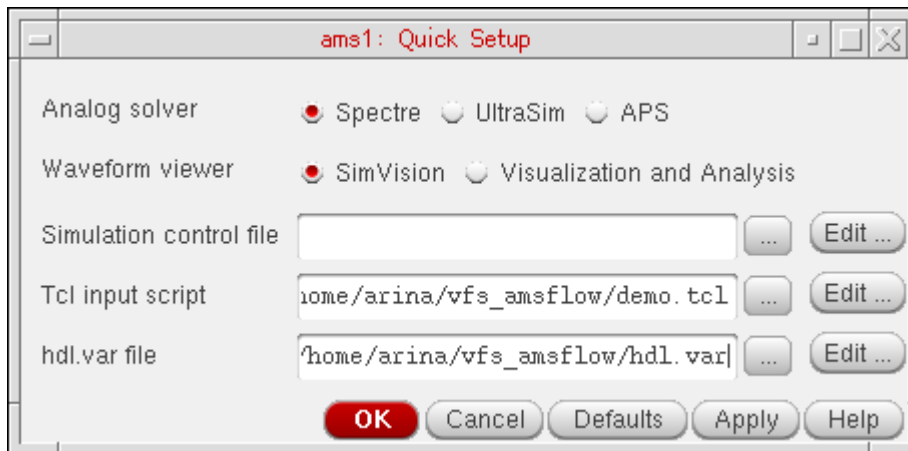 ams1: Quick Setup
Analog solver Spectre UltraSim APS
Waveform viewer SimVision Visualization and Analysis
Simulation control file ... Edit ...
Tcl input script home/arina/vfs_amsflow/demo.tcl ... Edit ...
hdl.var file /home/arina/vfs_amsflow/hdl.var ... Edit ...
OK Cancel Defaults Apply Help